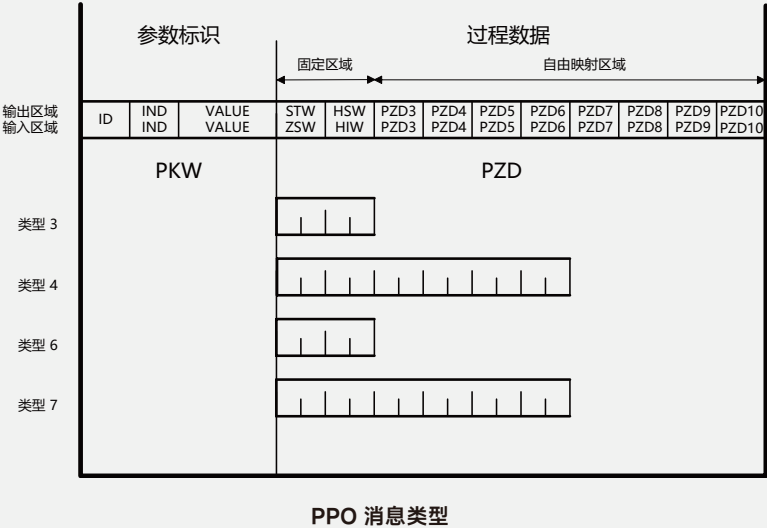 参数标识 过程数据
固定区域 自由映射区域
输出区域 ID IND VALUE STW HSW PZD3 PZD4 PZD5 PZD6 PZD7 PZD8 PZD9 PZD10
输入区域 IND VALUE ZSW HIW PZD3 PZD4 PZD5 PZD6 PZD7 PZD8 PZD9 PZD10
PKW PZD
类型 3
类型 4
类型 6
类型 7
PPO 消息类型